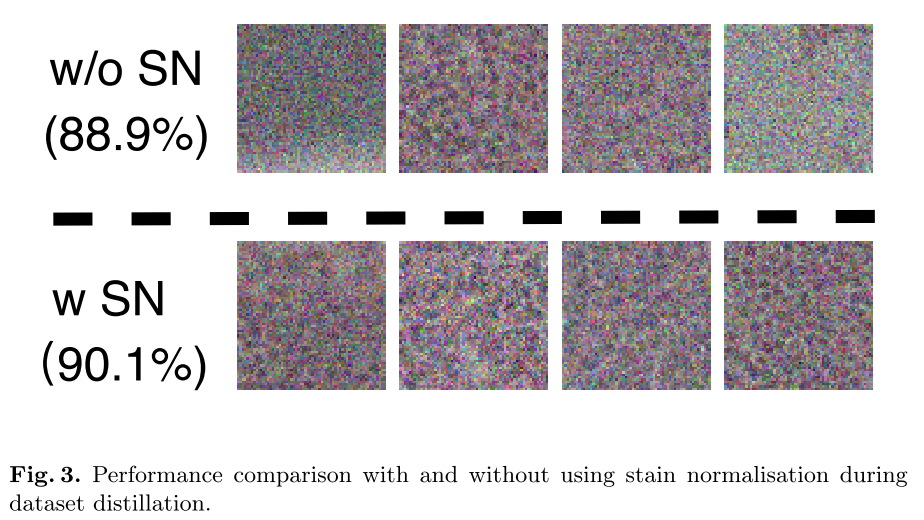 w/o SN
(88.9%)
w SN
(90.1%)
Fig. 3. Performance comparison with and without using stain normalisation during
dataset distillation.